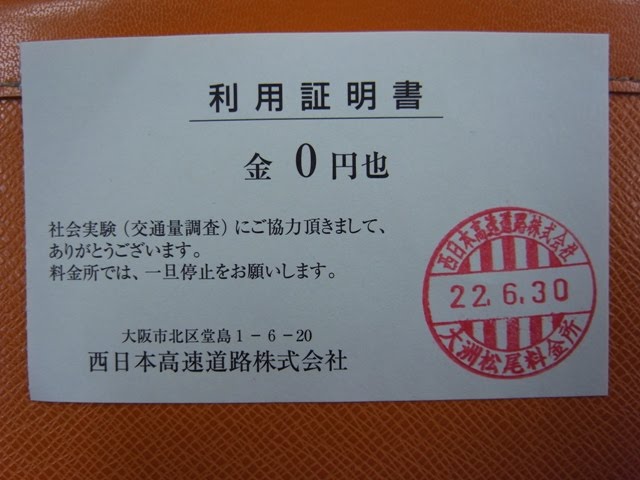 利用証明書
金 0 円也
社会実験（交通量調査）にご協力頂きまして、
ありがとうございます。
料金所では、一旦停止をお願いします。
大阪市北区堂島1－6－20
西日本高速道路株式会社
西日本高速道路株式会社
22.6.30
大洲松尾料金所